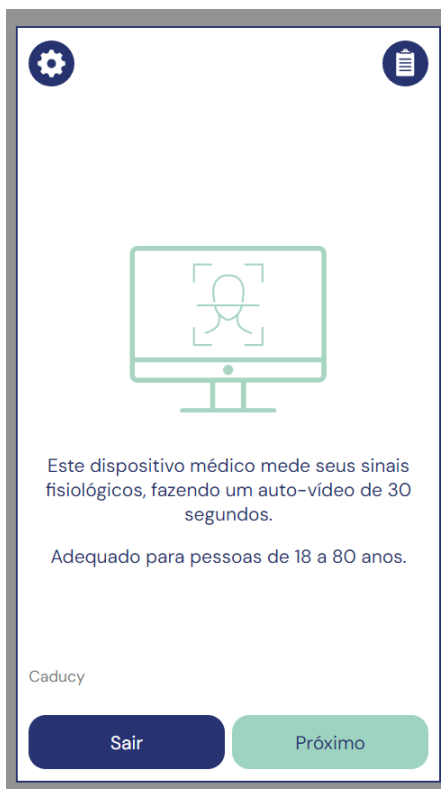 Este dispositivo médico mede seus sinais
fisiológicos, fazendo um auto-vídeo de 30
segundos.
Adequado para pessoas de 18 a 80 anos.
Caducy
Sair
Próximo